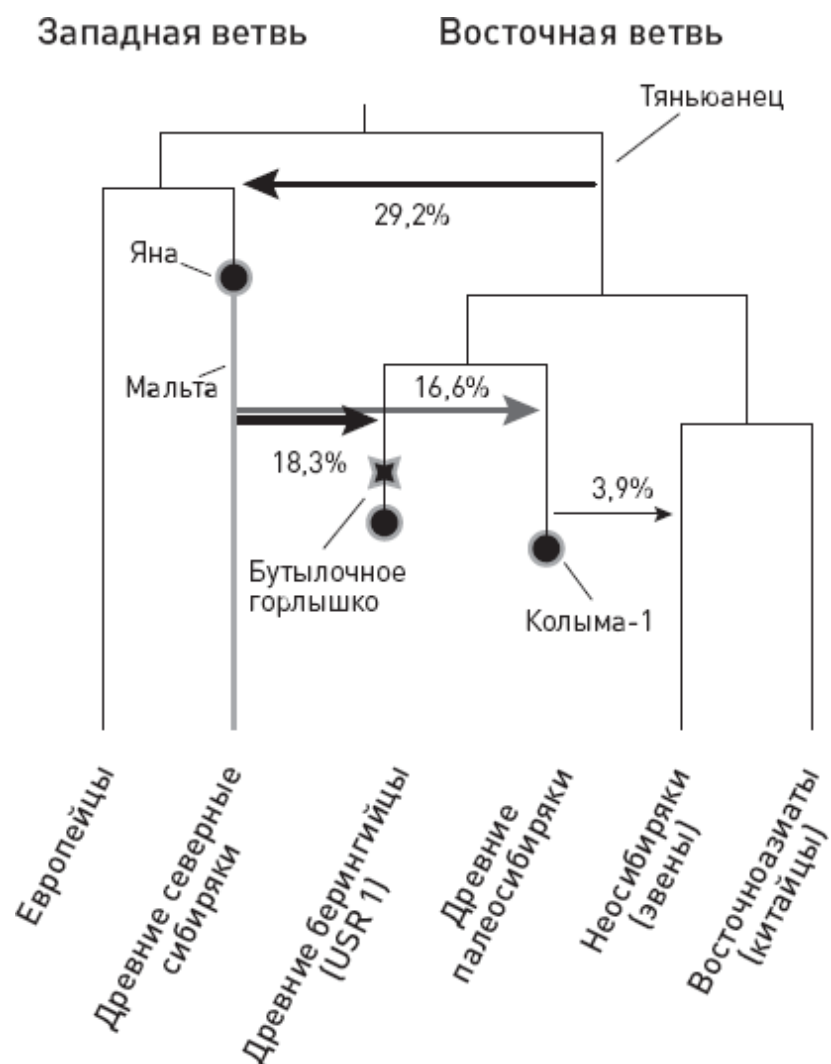 Западная ветвь
Восточная ветвь
Тяньюанец
29,2%
Яна
Мальта
16,6%
18,3%
3,9%
Бутылочное
горлышко
Колыма-1
Европейцы
Древние северные
сибиряки
Древние берингийцы
(USR 1)
Древние
палеосибиряки
Неосибиряки
(эвены)
Восточноазиаты
(китайцы)